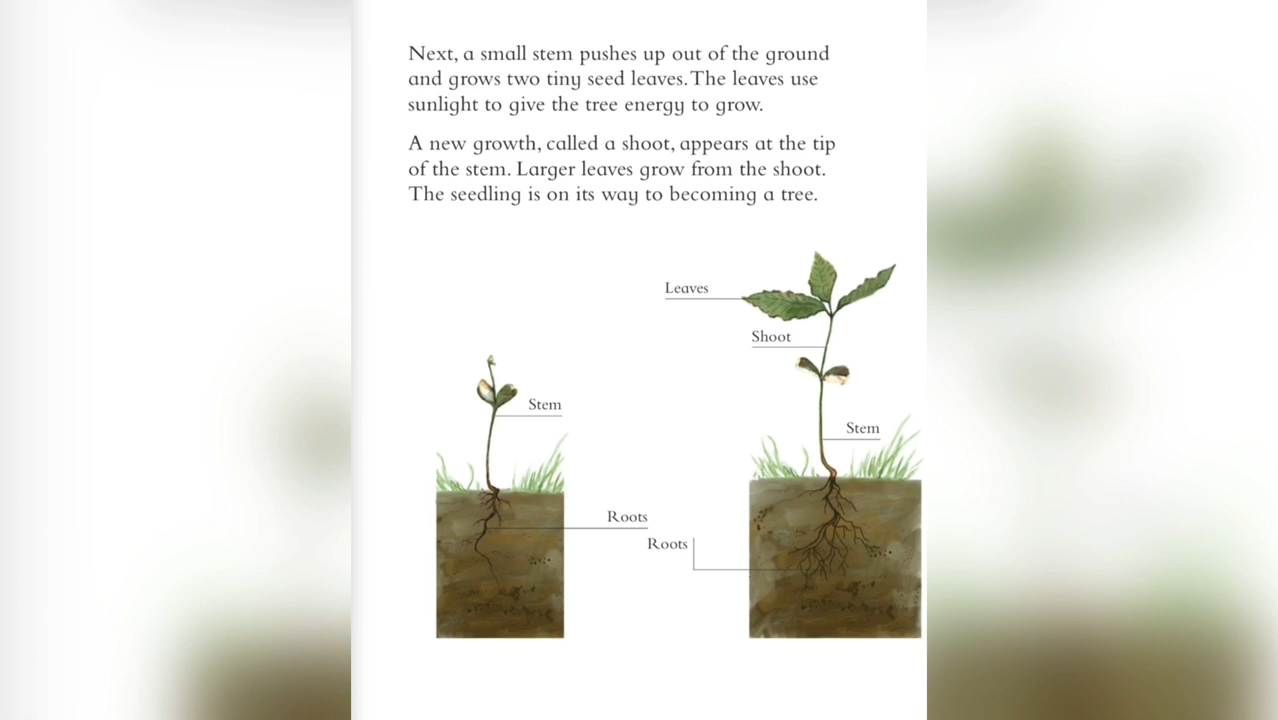 Next, a small stem pushes up out of the ground
and grows two tiny seed leaves. The leaves use
sunlight to give the tree energy to grow.
A new growth, called a shoot, appears at the tip
of the stem. Larger leaves grow from the shoot.
The seedling is on its way to becoming a tree.
Leaves
Shoot
Stem
Stem
Roots
Roots